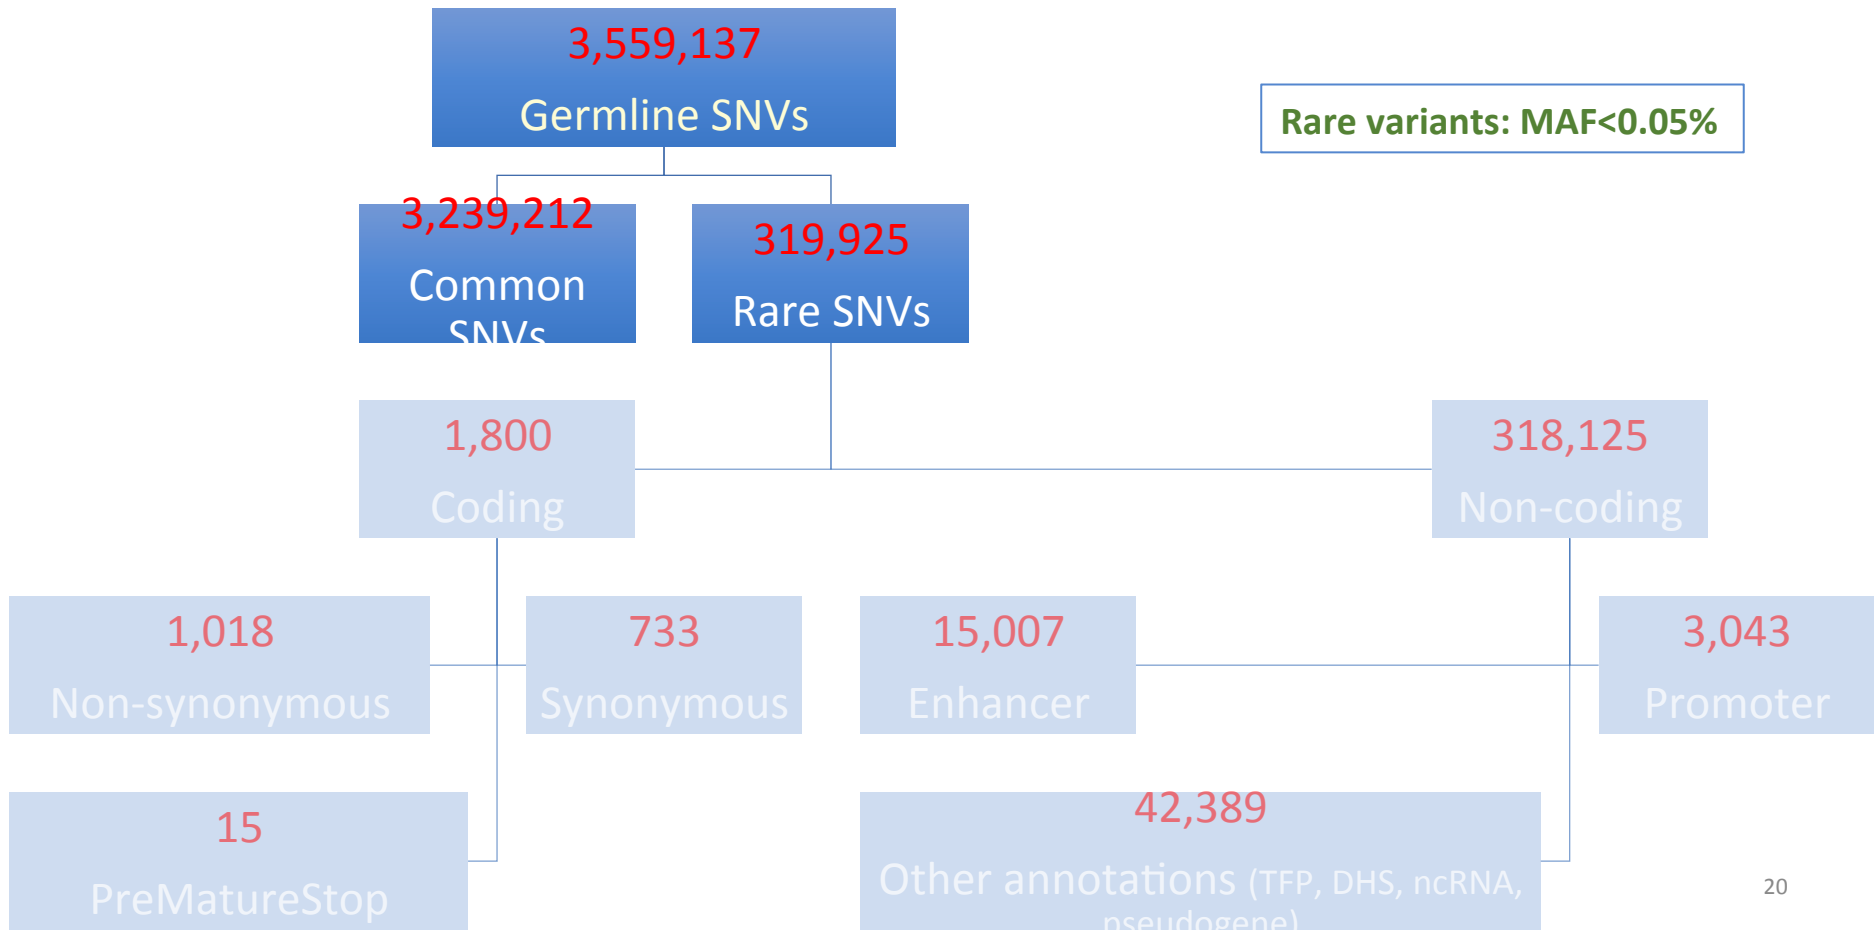 3,559,137
Germline SNVs
Rare variants: MAF<0.05%
3,239,212
Common
SNVs
319,925
Rare SNVs
1,800
Coding
318,125
Non-coding
1,018
Non-synonymous
733
Synonymous
15,007
Enhancer
3,043
Promoter
15
PreMatureStop
42,389
Other annotations (TFP, DHS, ncRNA,
pseudogene)
20